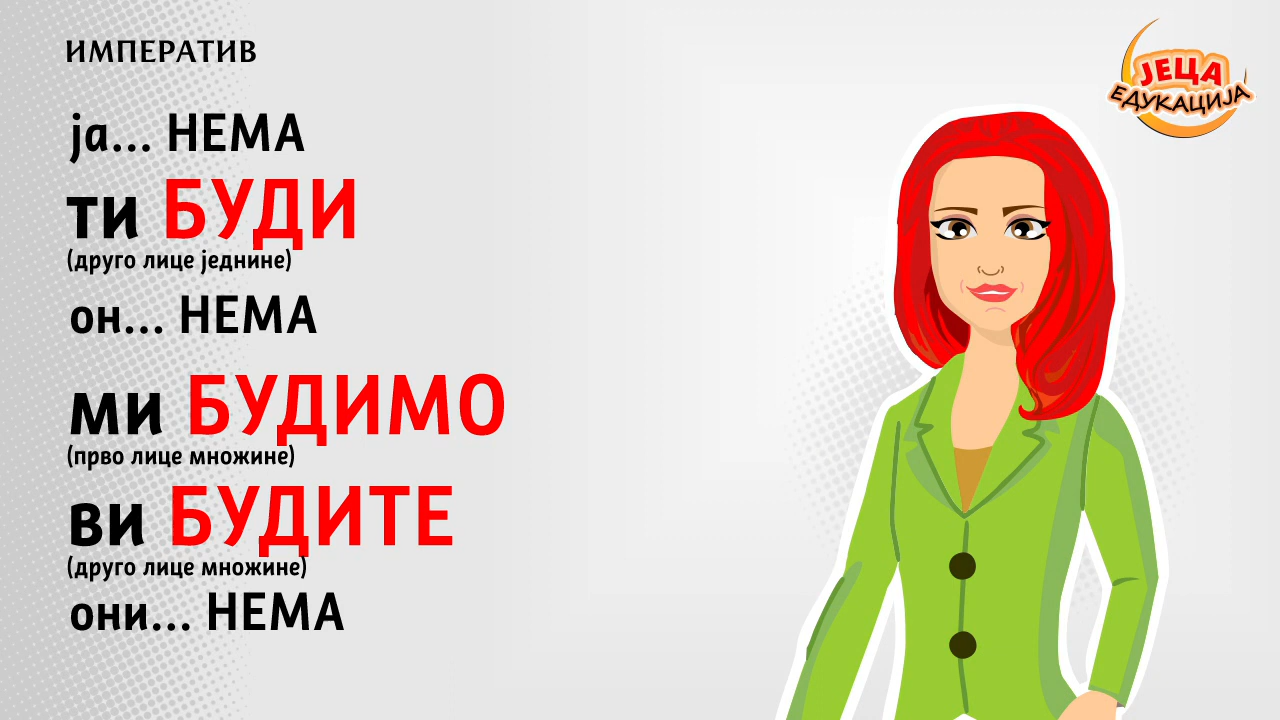 ИМПЕРАТИВ
ЈЕЦА
ЕДУКАЦИЈА
ја... НЕМА
ти БУДИ
(друго лице једнине)
он... НЕМА
ми БУДИМО
(прво лице множине)
ви БУДИТЕ
(друго лице множине)
они... НЕМА